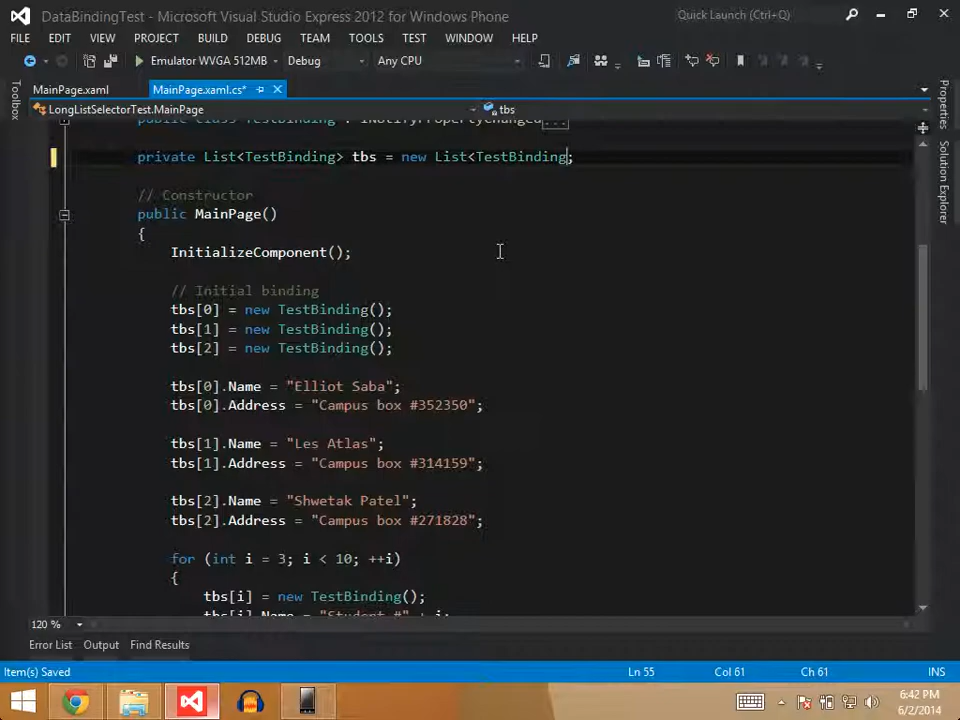 DataBindingTest - Microsoft Visual Studio Express 2012 for Windows Phone
Quick Launch (Ctrl+Q)
FILE EDIT VIEW PROJECT BUILD DEBUG TEAM TOOLS TEST WINDOW HELP
Emulator WVGA 512MB Debug Any CPU
Toolbox
MainPage.xaml MainPage.xaml.cs*
LongListSelectorTest.MainPage tbs
Properties
Solution Explorer
public class TestBinding : INotifyPropertyChanged...
private List<TestBinding> tbs = new List<TestBinding;
// Constructor
public MainPage()
{
InitializeComponent();
// Initial binding
tbs[0] = new TestBinding();
tbs[1] = new TestBinding();
tbs[2] = new TestBinding();
tbs[0].Name = "Elliot Saba";
tbs[0].Address = "Campus box #352350";
tbs[1].Name = "Les Atlas";
tbs[1].Address = "Campus box #314159";
tbs[2].Name = "Shwetak Patel";
tbs[2].Address = "Campus box #271828";
for (int i = 3; i < 10; ++i)
{
tbs[i] = new TestBinding();
tbs[i].Name = "Student #" + i;
120 %
Error List Output Find Results
Item(s) Saved Ln 55 Col 61 Ch 61 INS
6:42 PM
6/2/2014